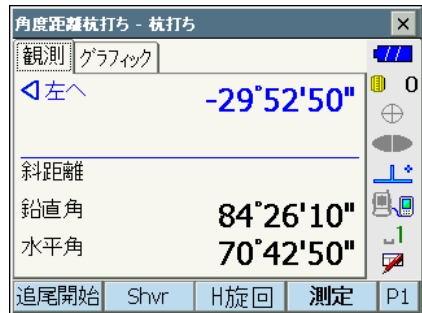 角度距離杭打ち - 杭打ち
観測 グラフィック
左へ -29°52'50"
0
斜距離
鉛直角 84°26'10"
水平角 70°42'50"
1
追尾開始 Shvr H旋回 測定 P1